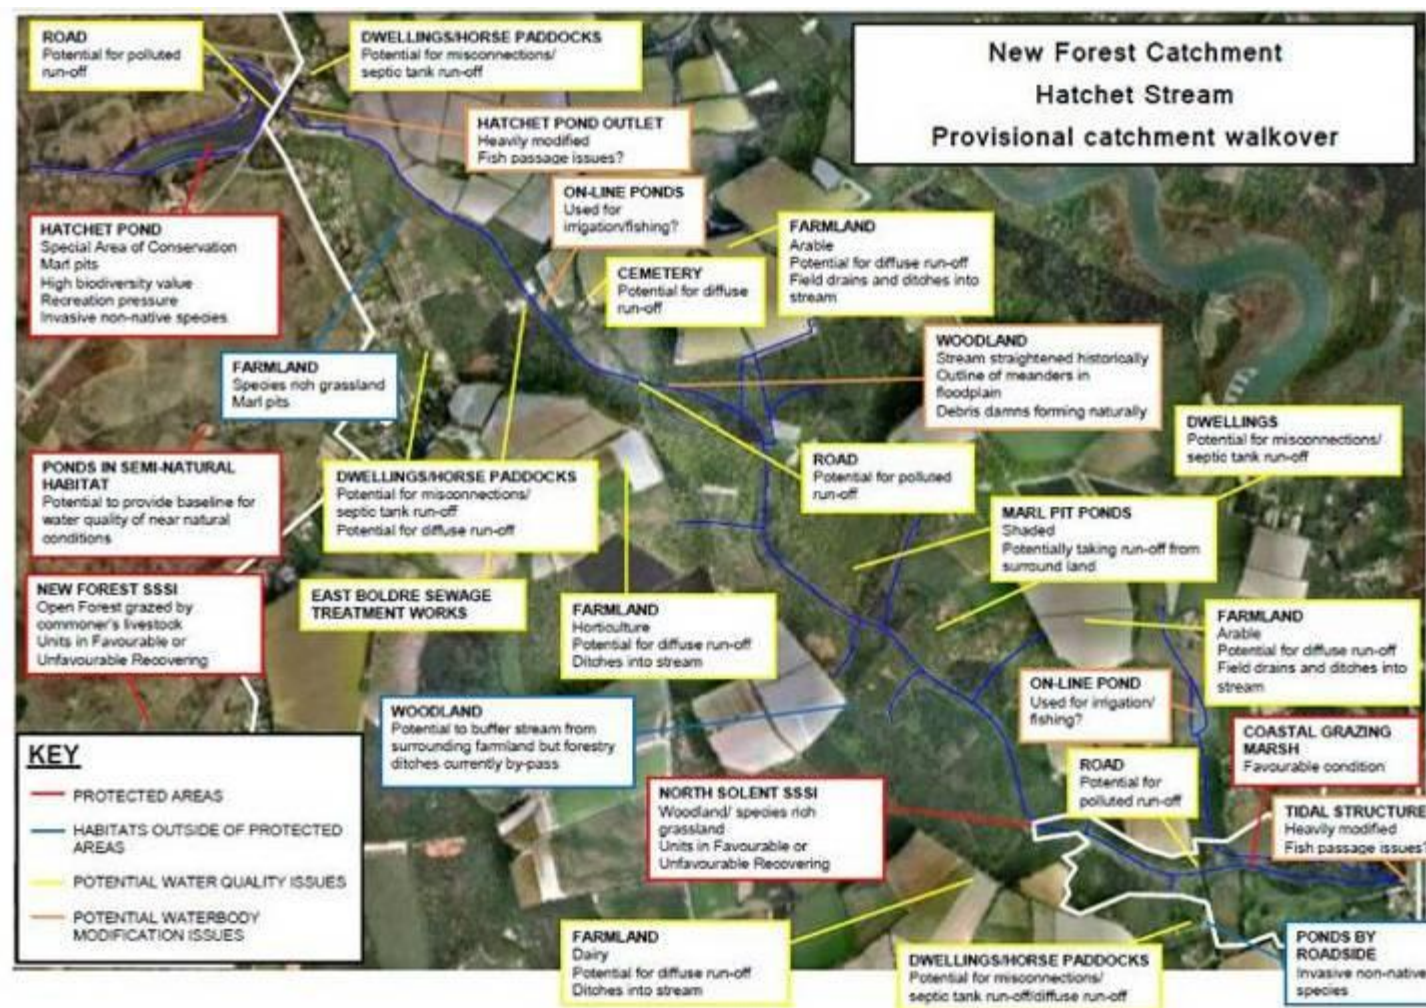 New Forest Catchment
Hatchet Stream
Provisional catchment walkover
ROAD
Potential for polluted
run-off
DWELLINGS/HORSE PADDOCKS
Potential for misconnections/
septic tank run-off
HATCHET POND OUTLET
Heavily modified
Fish passage issues?
ON-LINE PONDS
Used for
irrigation/fishing?
FARMLAND
Arable
Potential for diffuse run-off
Field drains and ditches into
stream
HATCHET POND
Special Area of Conservation
Marl pits
High biodiversity value
Recreation pressure
Invasive non-native species
CEMETERY
Potential for diffuse
run-off
FARMLAND
Species rich grassland
Marl pits
WOODLAND
Stream straightened historically
Outline of meanders in
floodplain
Debris damns forming naturally
DWELLINGS
Potential for misconnections/
septic tank run-off
PONDS IN SEMI-NATURAL
HABITAT
Potential to provide baseline for
water quality of near natural
conditions
DWELLINGS/HORSE PADDOCKS
Potential for misconnections/
septic tank run-off
Potential for diffuse run-off
ROAD
Potential for polluted
run-off
MARL PIT PONDS
Shaded
Potentially taking run-off from
surround land
NEW FOREST SSSI
Open Forest grazed by
commoner's livestock
Units in Favourable or
Unfavourable Recovering
EAST BOLDRE SEWAGE
TREATMENT WORKS
FARMLAND
Horticulture
Potential for diffuse run-off
Ditches into stream
FARMLAND
Arable
Potential for diffuse run-off
Field drains and ditches into
stream
WOODLAND
Potential to buffer stream from
surrounding farmland but forestry
ditches currently by-pass
ON-LINE POND
Used for irrigation/
fishing?
COASTAL GRAZING
MARSH
Favourable condition
ROAD
Potential for
polluted run-off
NORTH SOLENT SSSI
Woodland/ species rich
grassland
Units in Favourable or
Unfavourable Recovering
TIDAL STRUCTURE
Heavily modified
Fish passage issues?
KEY
PROTECTED AREAS
HABITATS OUTSIDE OF PROTECTED
AREAS
POTENTIAL WATER QUALITY ISSUES
POTENTIAL WATERBODY
MODIFICATION ISSUES
FARMLAND
Dairy
Potential for diffuse run-off
Ditches into stream
DWELLINGS/HORSE PADDOCKS
Potential for misconnections/
septic tank run-off/diffuse run-off
PONDS BY
ROADSIDE
Invasive non-native
species